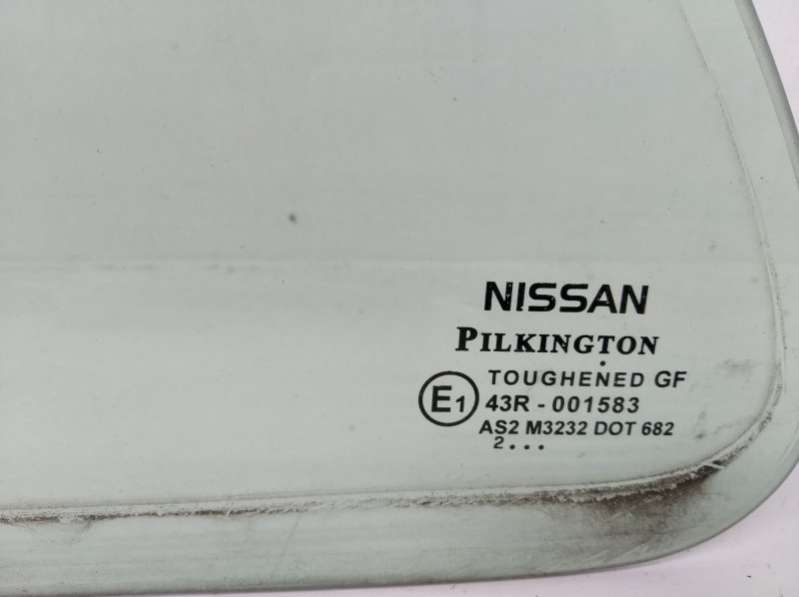 NISSAN
PILKINGTON
TOUGHENED GF
E1 43R - 001583
AS2 M3232 DOT 682
2...